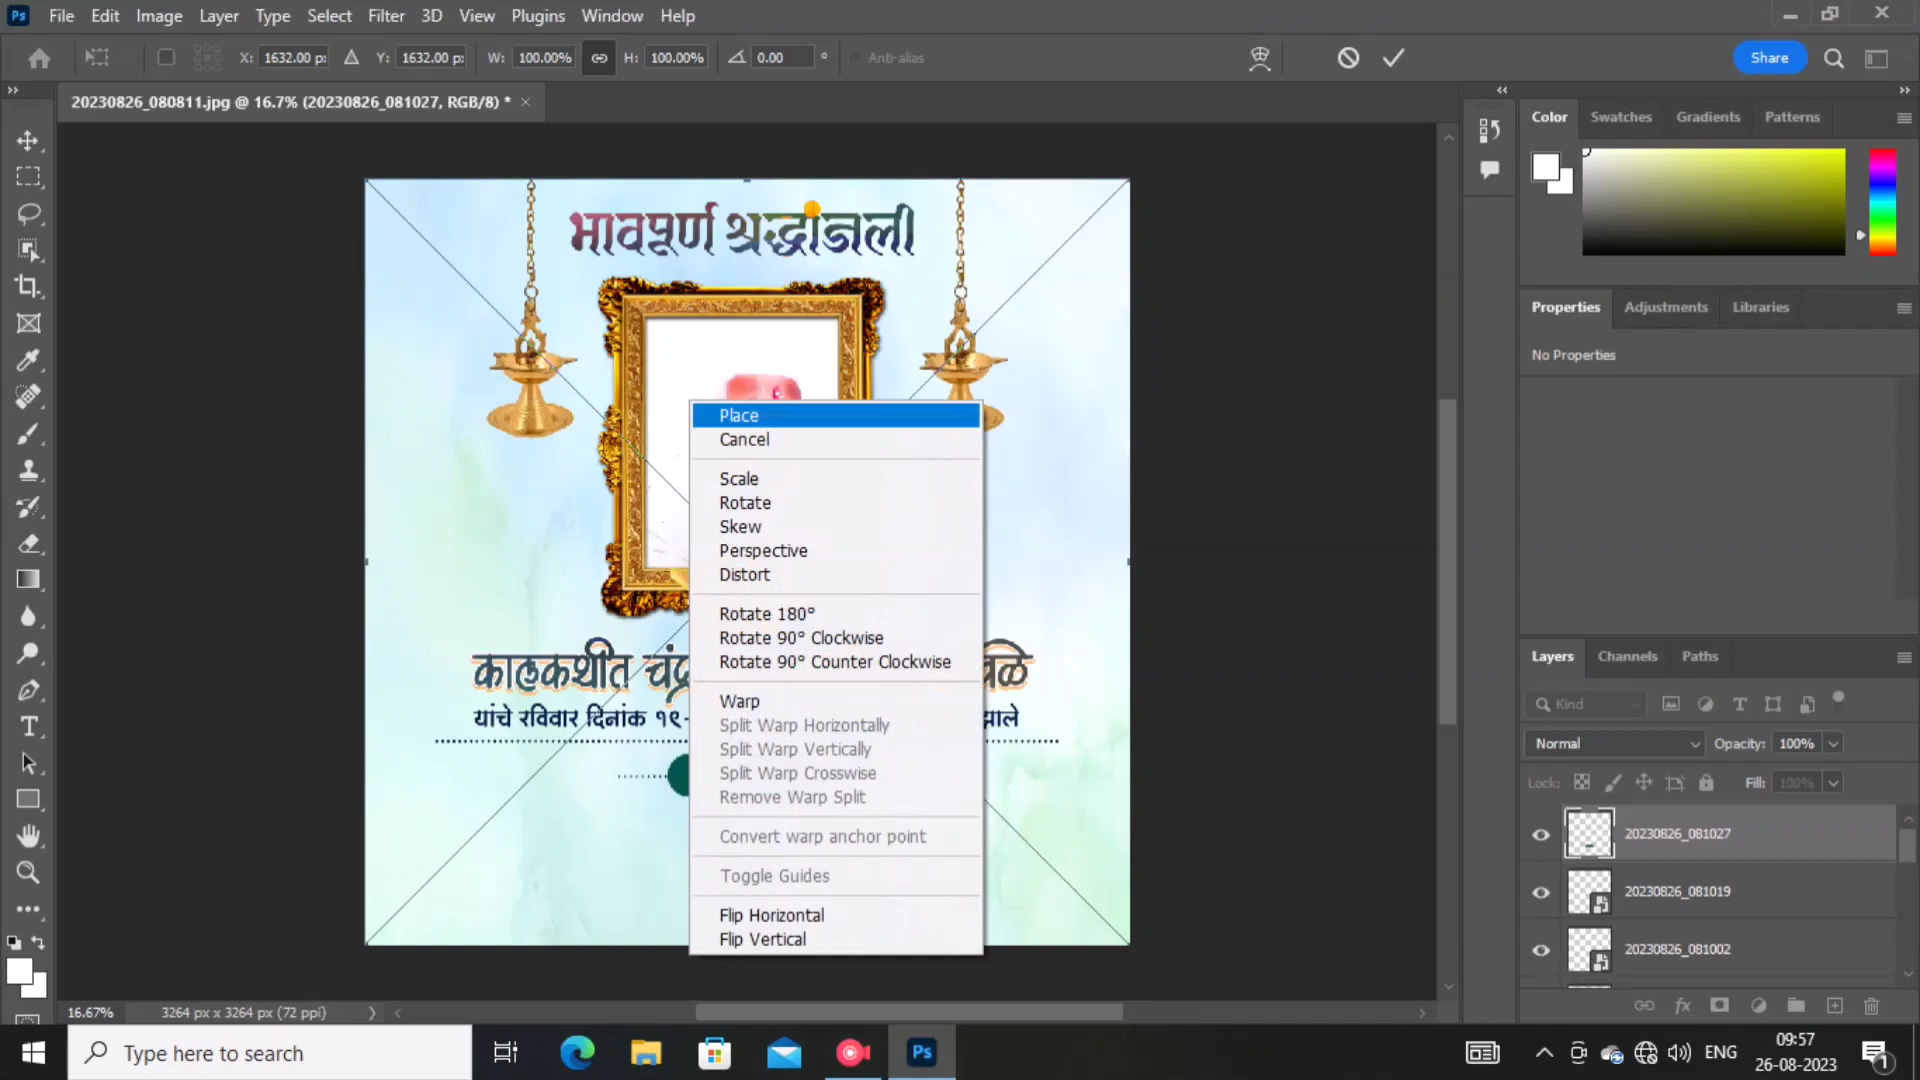 Ps File Edit Image Layer Type Select Filter 3D View Plugins Window Help
X: 1632.00 p: Y: 1632.00 p: W: 100.00% H: 100.00% 0.00 ° Anti-alias Share
20230826_080811.jpg @ 16.7% (20230826_081027, RGB/8) * ×
Color Swatches Gradients Patterns
भावपूर्ण श्रद्धांजली
Properties Adjustments Libraries
No Properties
Place
Cancel
Scale
Rotate
Skew
Perspective
Distort
Rotate 180°
Rotate 90° Clockwise
Rotate 90° Counter Clockwise
Warp
Split Warp Horizontally
Split Warp Vertically
Split Warp Crosswise
Remove Warp Split
Convert warp anchor point
Toggle Guides
Flip Horizontal
Flip Vertical
यांचे रविवार दिनांक १९- झाले
Layers Channels Paths
Kind
Normal Opacity: 100%
Lock: Fill: 100%
20230826_081027
20230826_081019
20230826_081002
16.67% 3264 px x 3264 px (72 ppi)
Type here to search
Ps
ENG
09:57
26-08-2023
1